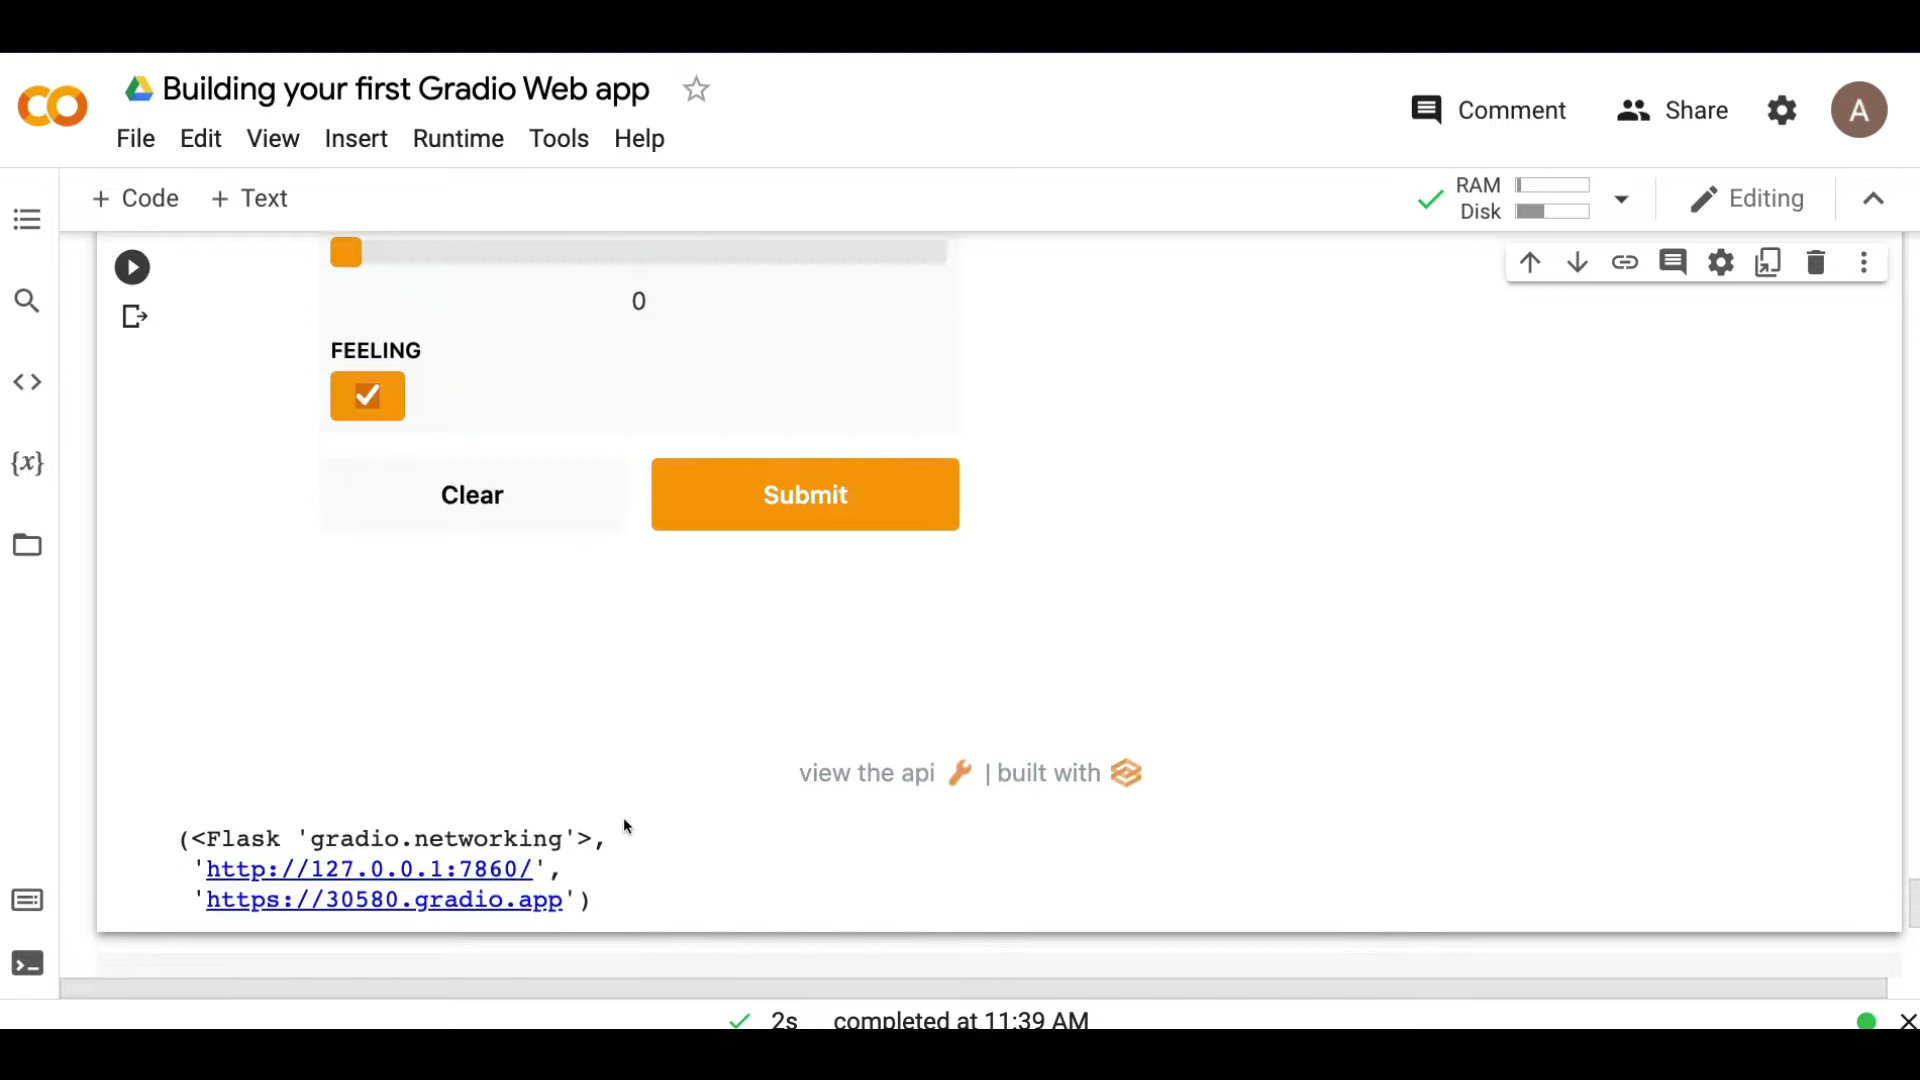 Building your first Gradio Web app
File Edit View Insert Runtime Tools Help
Comment Share A
+ Code + Text
RAM
Disk
Editing
0
FEELING
{x}
Clear Submit
view the api | built with
(<Flask 'gradio.networking'>,
'http://127.0.0.1:7860/',
'https://30580.gradio.app')
2s completed at 11:39 AM